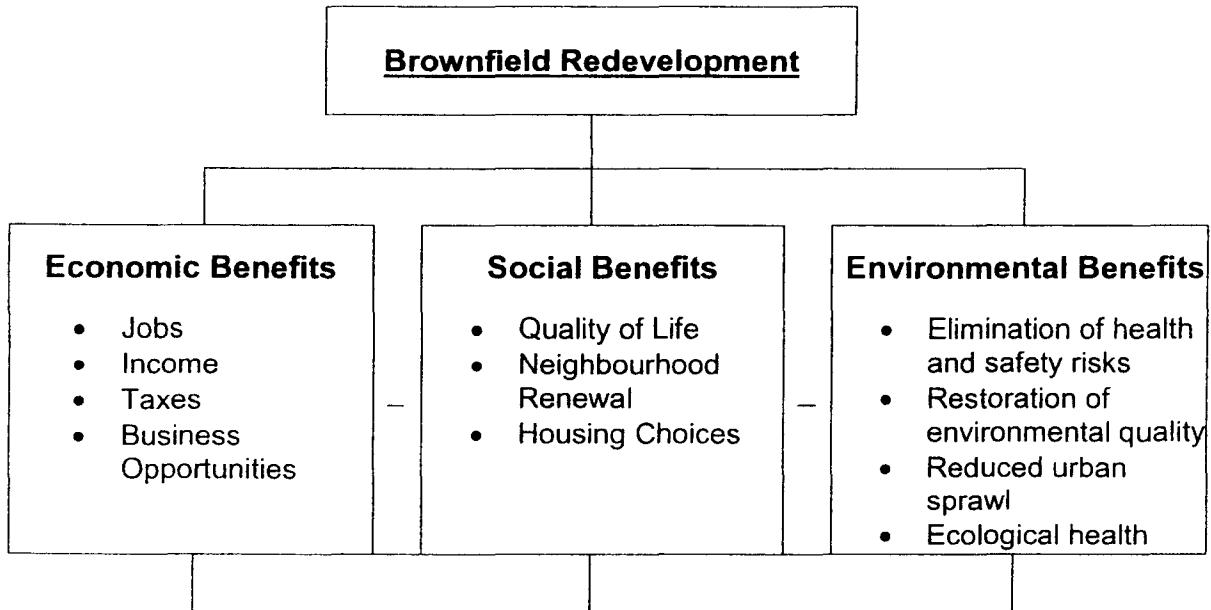 Brownfield Redevelopment
Economic Benefits
• Jobs
• Income
• Taxes
• Business
Opportunities
–
Social Benefits
• Quality of Life
• Neighbourhood
Renewal
• Housing Choices
–
Environmental Benefits
• Elimination of health
and safety risks
• Restoration of
environmental quality
• Reduced urban
sprawl
• Ecological health